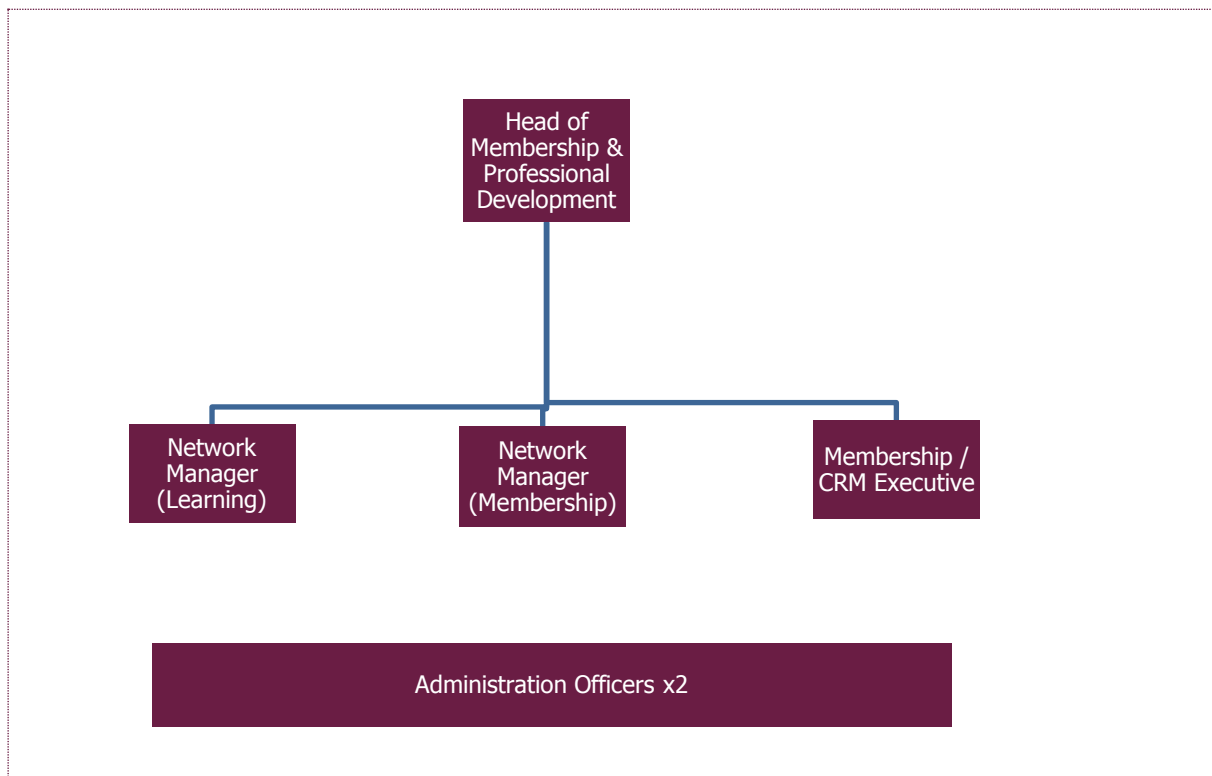 Head of
Membership &
Professional
Development
Network
Manager
(Learning)
Network
Manager
(Membership)
Membership /
CRM Executive
Administration Officers x2